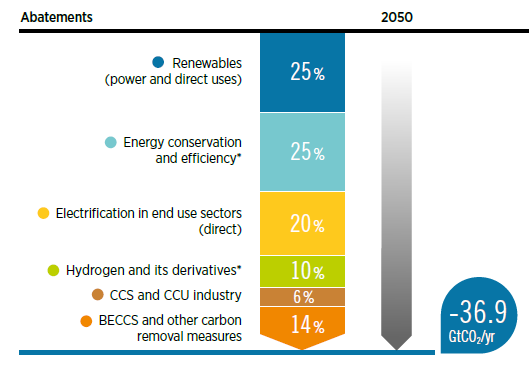 Abatements 2050
Renewables
(power and direct uses)
25%
Energy conservation
and efficiency*
25%
Electrification in end use sectors
(direct)
20%
Hydrogen and its derivatives*
10%
CCS and CCU industry
6%
BECCS and other carbon
removal measures
14%
-36.9
GtCO₂/yr